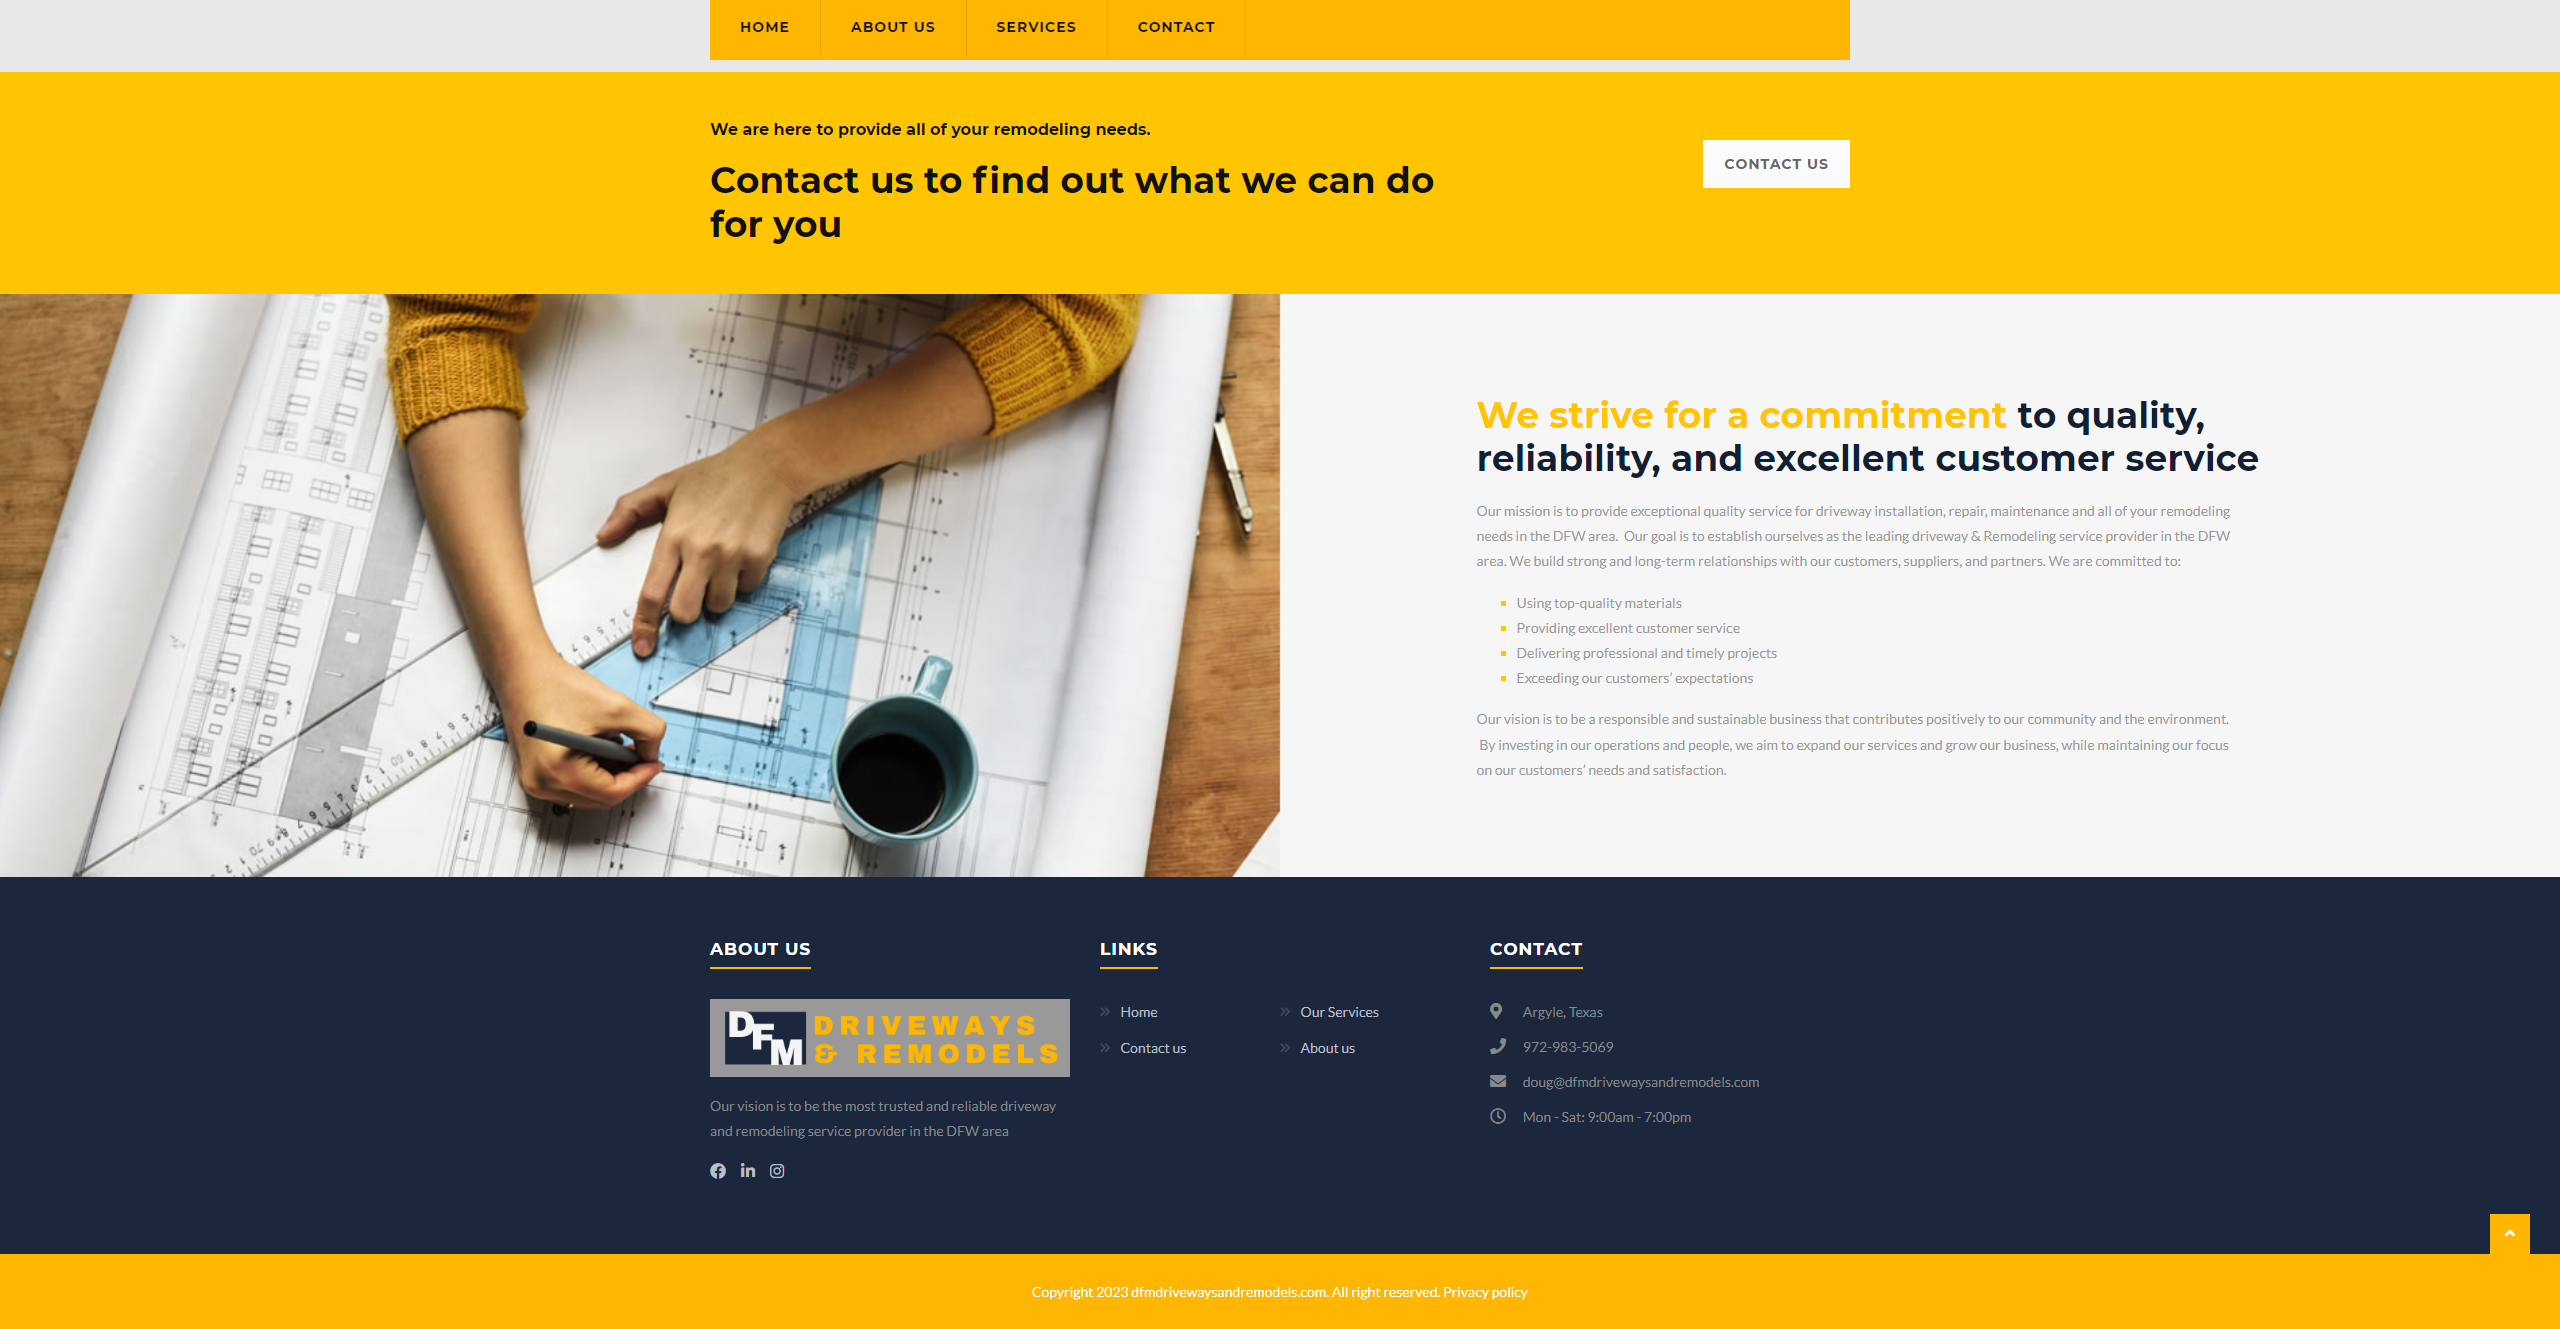 HOME ABOUT US SERVICES CONTACT
We are here to provide all of your remodeling needs.
Contact us to find out what we can do
for you
CONTACT US
We strive for a commitment to quality,
reliability, and excellent customer service
Our mission is to provide exceptional quality service for driveway installation, repair, maintenance and all of your remodeling
needs in the DFW area. Our goal is to establish ourselves as the leading driveway & Remodeling service provider in the DFW
area. We build strong and long-term relationships with our customers, suppliers, and partners. We are committed to:
Using top-quality materials
Providing excellent customer service
Delivering professional and timely projects
Exceeding our customers’ expectations
Our vision is to be a responsible and sustainable business that contributes positively to our community and the environment.
By investing in our operations and people, we aim to expand our services and grow our business, while maintaining our focus
on our customers’ needs and satisfaction.
ABOUT US
DFM DRIVEWAYS
& REMODELS
Our vision is to be the most trusted and reliable driveway
and remodeling service provider in the DFW area
LINKS
Home
Our Services
Contact us
About us
CONTACT
Argyle, Texas
972-983-5069
doug@dfmdrivewaysandremodels.com
Mon - Sat: 9:00am - 7:00pm
Copyright 2023 dfmdrivewaysandremodels.com. All right reserved. Privacy policy